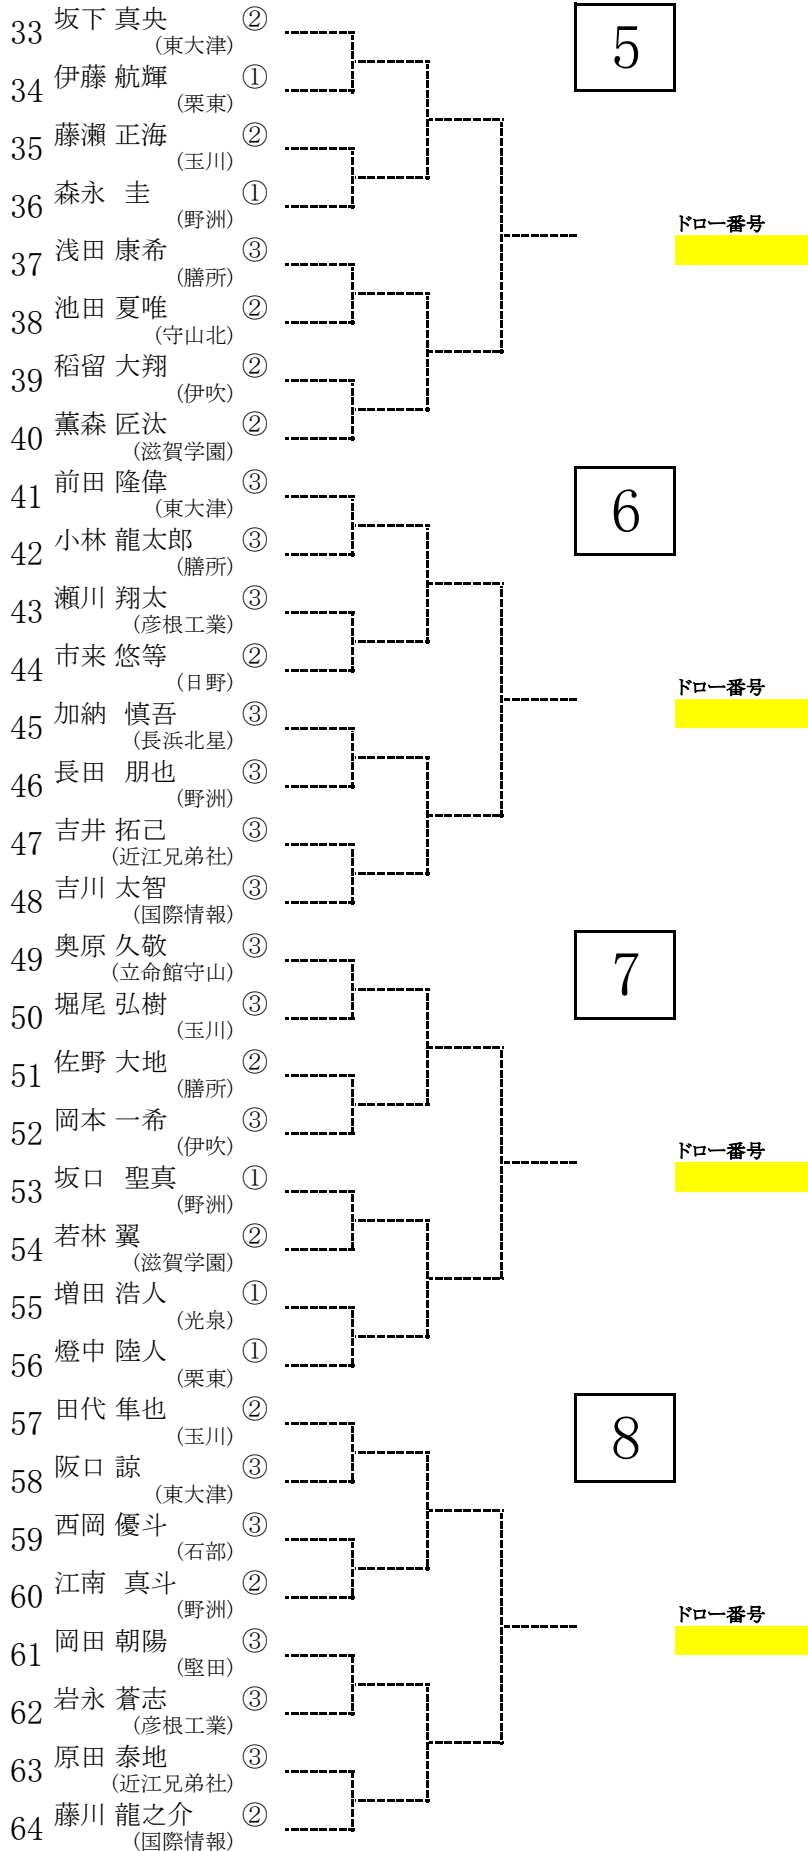 33 坂下 真央 ②
(東大津)
5
34 伊藤 航輝 ①
(栗東)
35 藤瀨 正海 ②
(玉川)
36 森永 圭 ①
(野洲)
ドロー番号
37 浅田 康希 ③
(膳所)
38 池田 夏唯 ②
(守山北)
39 稻留 大翔 ②
(伊吹)
40 薫森 匠汰 ②
(滋賀学園)
41 前田 隆偉 ③
(東大津)
6
42 小林 龍太郎 ③
(膳所)
43 瀬川 翔太 ③
(彦根工業)
44 市来 悠等 ②
(日野)
ドロー番号
45 加納 慎吾 ③
(長浜北星)
46 長田 朋也 ③
(野洲)
47 吉井 拓己 ③
(近江兄弟社)
48 吉川 太智 ③
(国際情報)
49 奥原 久敬 ③
(立命館守山)
7
50 堀尾 弘樹 ③
(玉川)
51 佐野 大地 ②
(膳所)
52 岡本 一希 ③
(伊吹)
ドロー番号
53 坂口 聖真 ①
(野洲)
54 若林 翼 ②
(滋賀学園)
55 増田 浩人 ①
(光泉)
56 燈中 陸人 ①
(栗東)
57 田代 隼也 ②
(玉川)
8
58 阪口 諒 ③
(東大津)
59 西岡 優斗 ③
(石部)
60 江南 真斗 ②
(野洲)
ドロー番号
61 岡田 朝陽 ③
(堅田)
62 岩永 蒼志 ③
(彦根工業)
63 原田 泰地 ③
(近江兄弟社)
64 藤川 龍之介 ②
(国際情報)